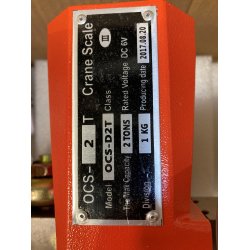 OCS- 2 T Crane Scale
Model OCS-D2T Class III
The Max Capacity 2 TONS Rated Voltage DC 6V
Division 1 KG Producing date 2017.08.20